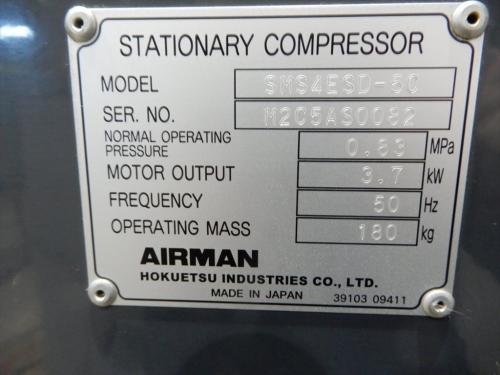 STATIONARY COMPRESSOR
MODEL SMS4ESD-5C
SER. NO. M2C5AS0082
NORMAL OPERATING
PRESSURE 0.83 MPa
MOTOR OUTPUT 3.7 kW
FREQUENCY 50 Hz
OPERATING MASS 180 kg
AIRMAN
HOKUETSU INDUSTRIES CO., LTD.
MADE IN JAPAN 39103 09411